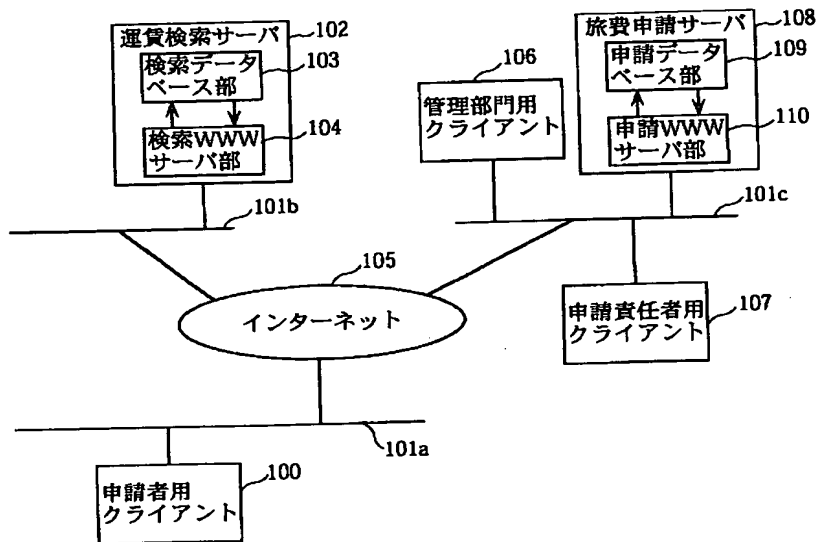 運賃検索サーバ
102
検索データ
ベース部
103
検索WWW
サーバ部
104
101b
106
管理部門用
クライアント
旅費申請サーバ
108
申請データ
ベース部
109
申請WWW
サーバ部
110
101c
105
インターネット
申請責任者用
クライアント
107
101a
申請者用
クライアント
100